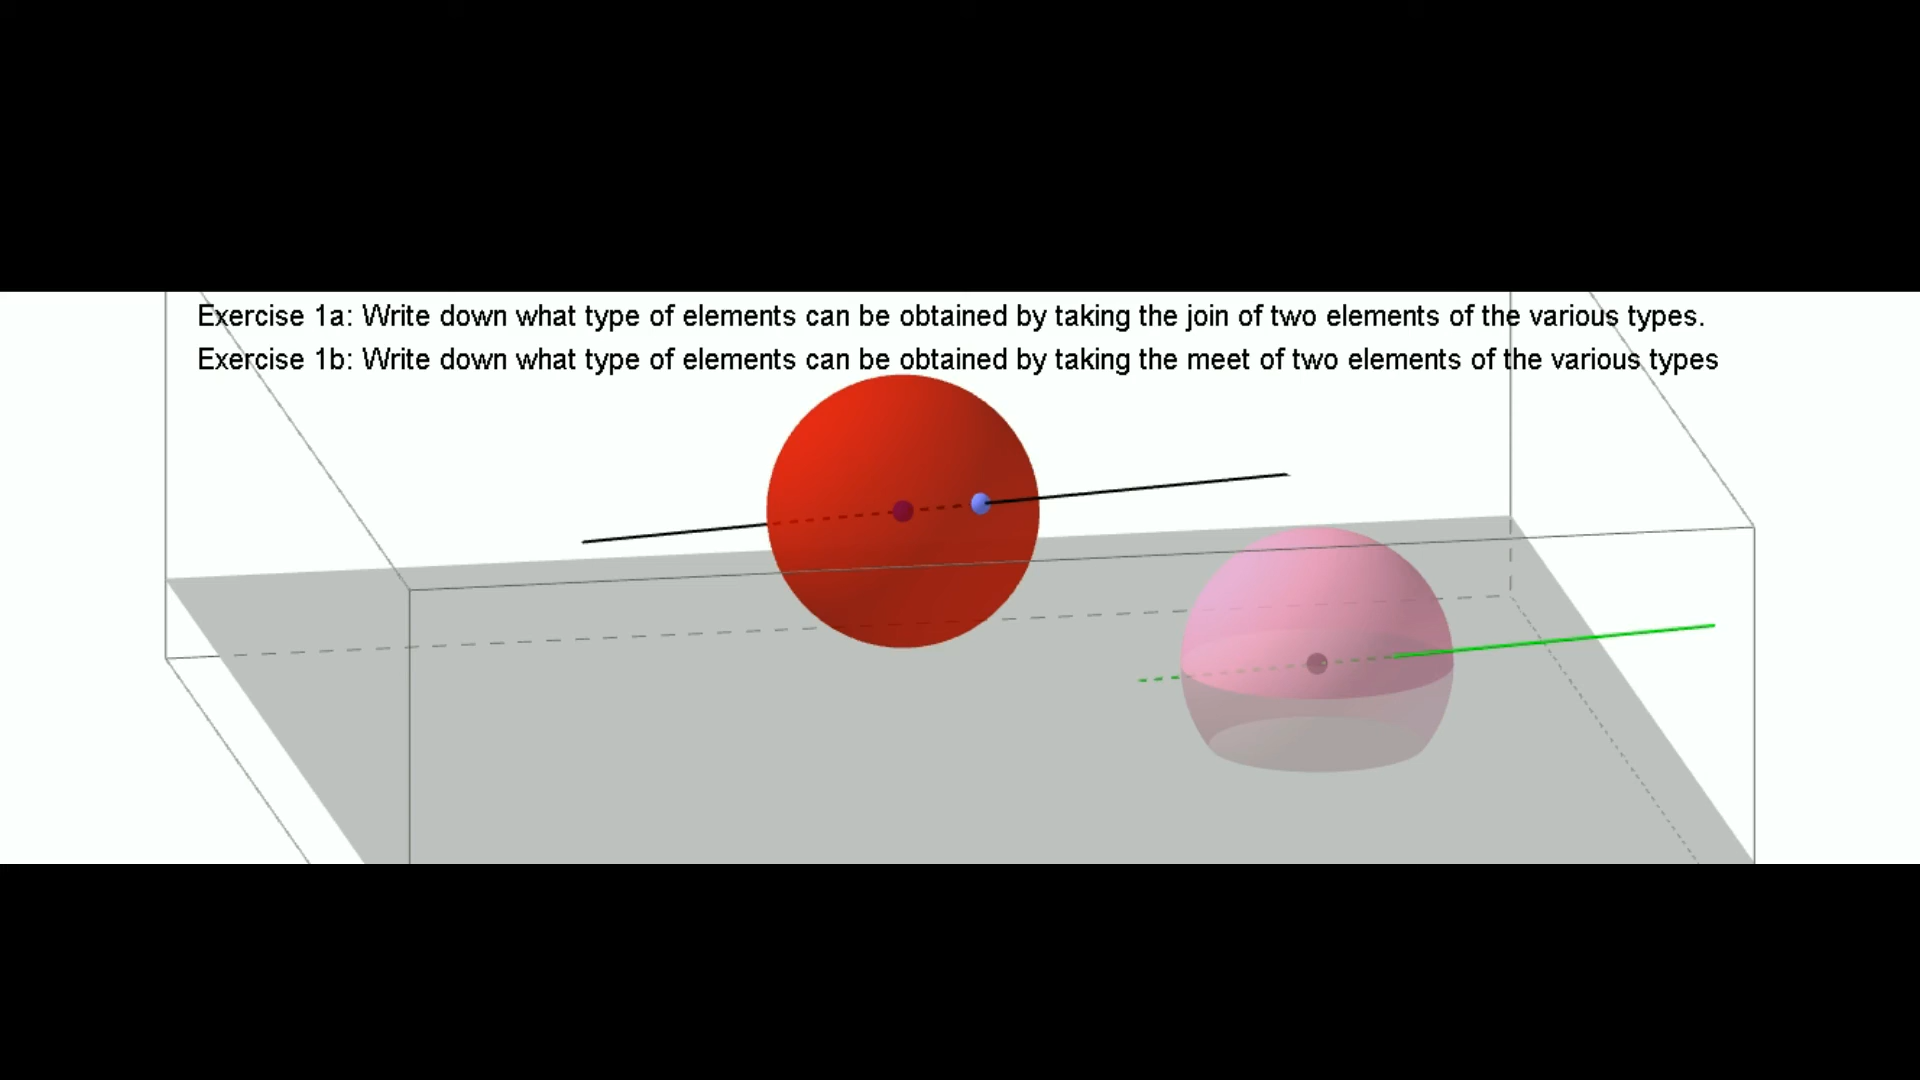 Exercise 1a: Write down what type of elements can be obtained by taking the join of two elements of the various types.
Exercise 1b: Write down what type of elements can be obtained by taking the meet of two elements of the various types